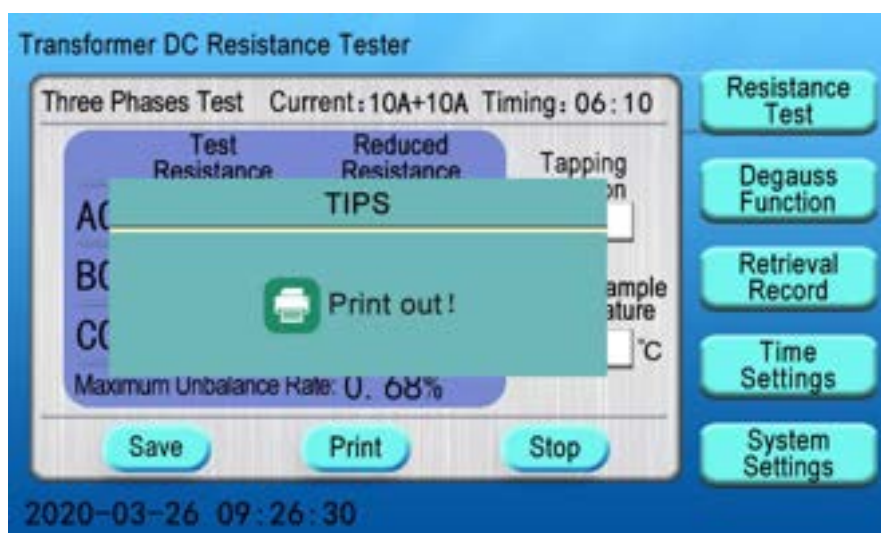 Transformer DC Resistance Tester
Three Phases Test Current:10A+10A Timing:06:10
Test Resistance
Reduced Resistance
Tapping
TIPS
Print out!
°C
Maximum Unbalance Rate: 0.68%
Save
Print
Stop
Resistance
Test
Degauss
Function
Retrieval
Record
Time
Settings
System
Settings
2020-03-26 09:26:30